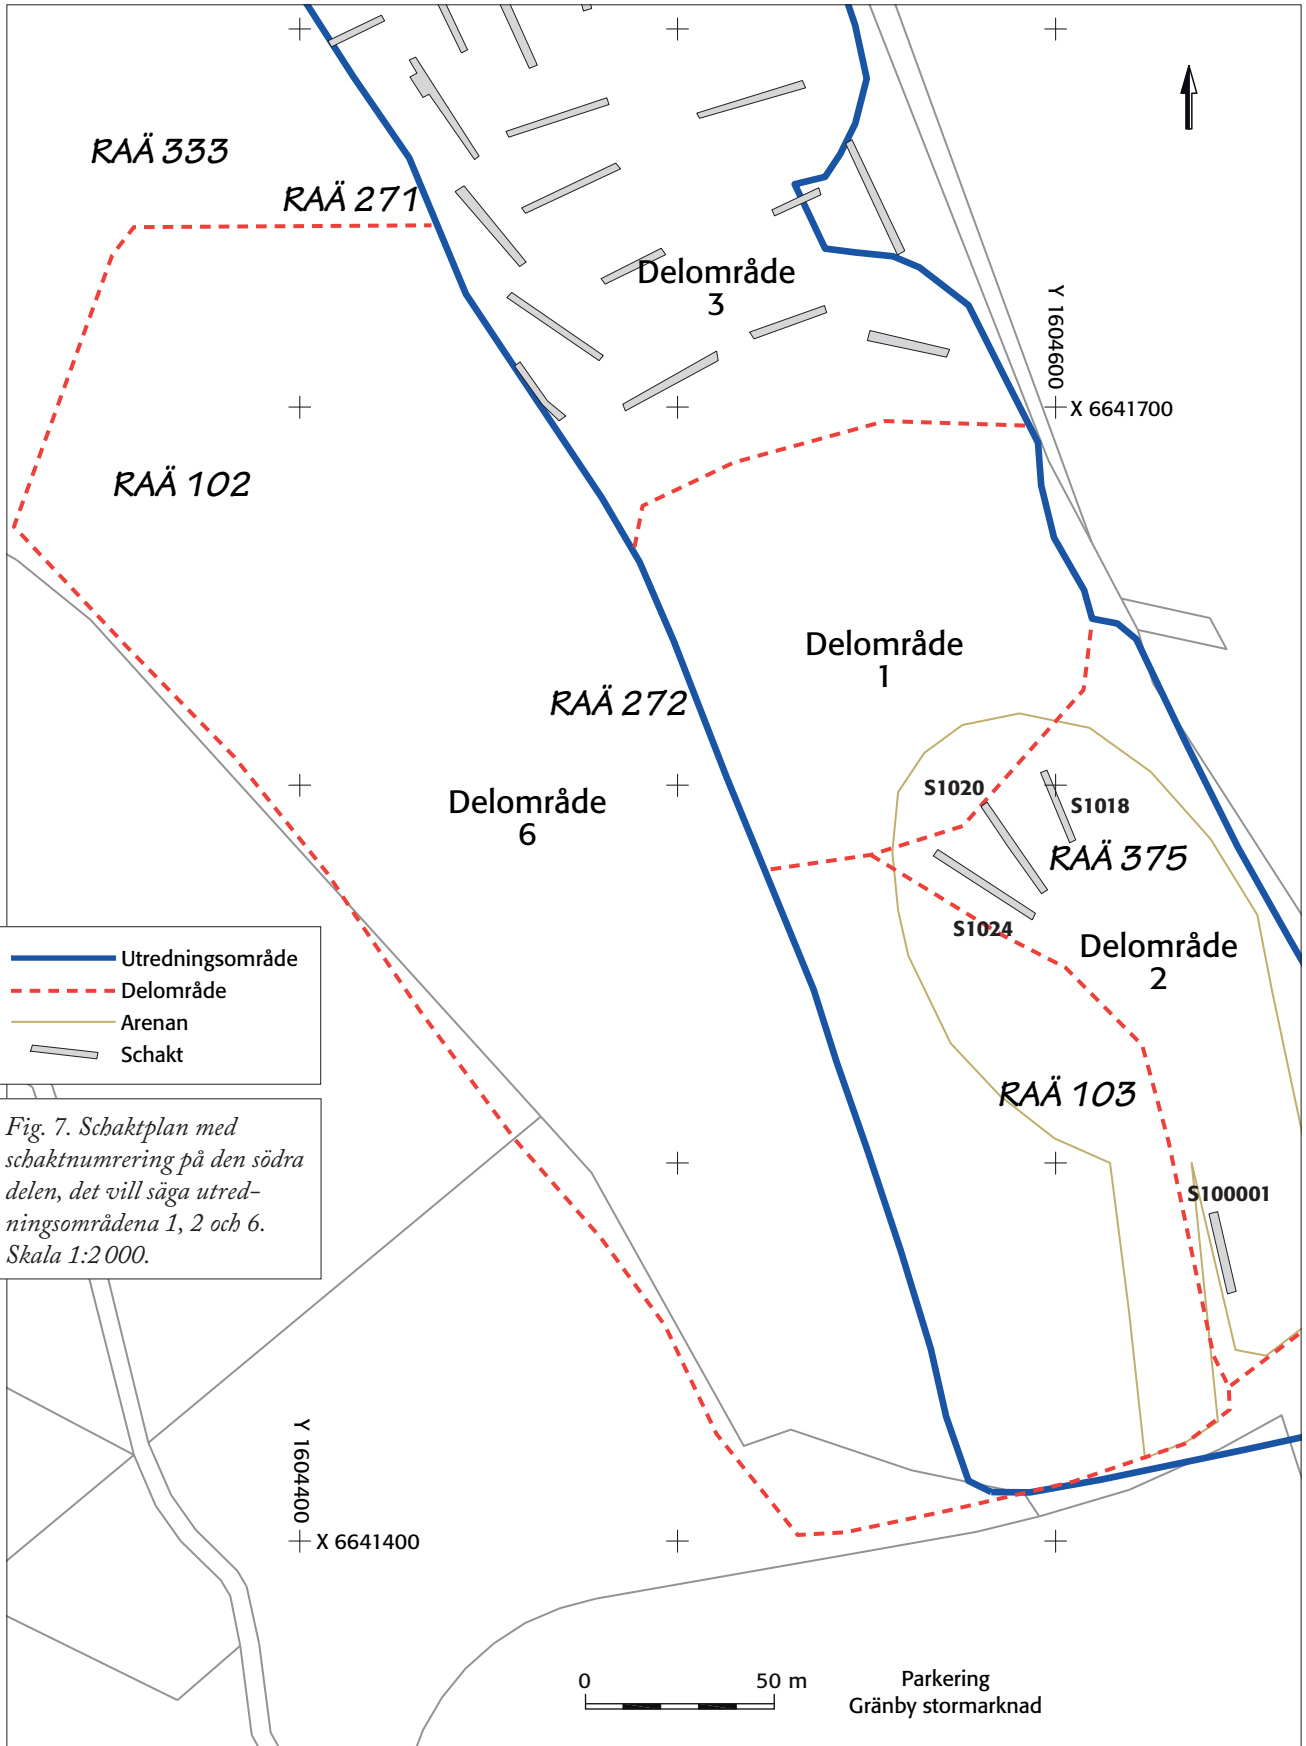 RAÄ 333
RAÄ 271
Delområde
3
Y 1604600
X 6641700
RAÄ 102
Delområde
1
RAÄ 272
S1020
S1018
Delområde
6
RAÄ 375
S1024
Delområde
2
Utredningsområde
Delområde
Arenan
Schakt
RAÄ 103
Fig. 7. Schaktplan med
schaktnumrering på den södra
delen, det vill säga utred-
ningsområdena 1, 2 och 6.
Skala 1:2 000.
S100001
Y 1604400
X 6641400
0 50 m
Parkering
Gränby stormarknad